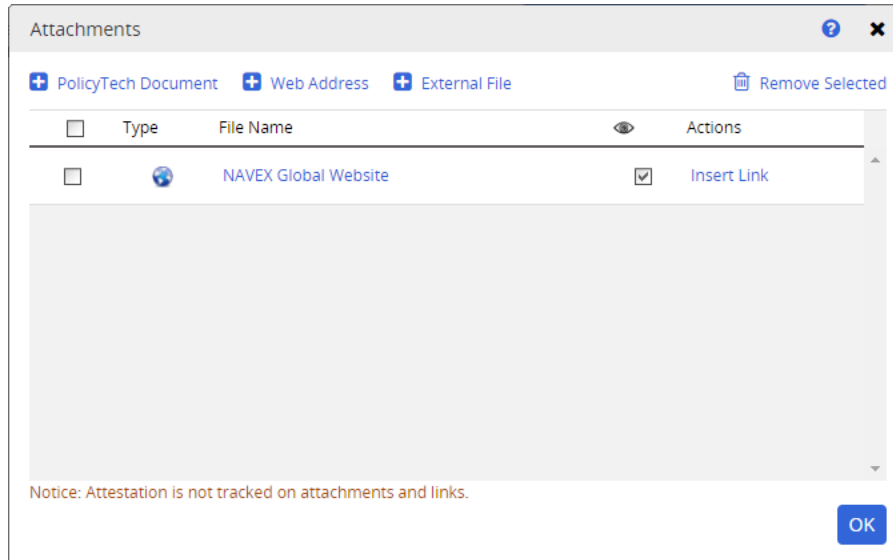 Attachments
PolicyTech Document Web Address External File Remove Selected
Type File Name Actions
NAVEX Global Website Insert Link
Notice: Attestation is not tracked on attachments and links.
OK